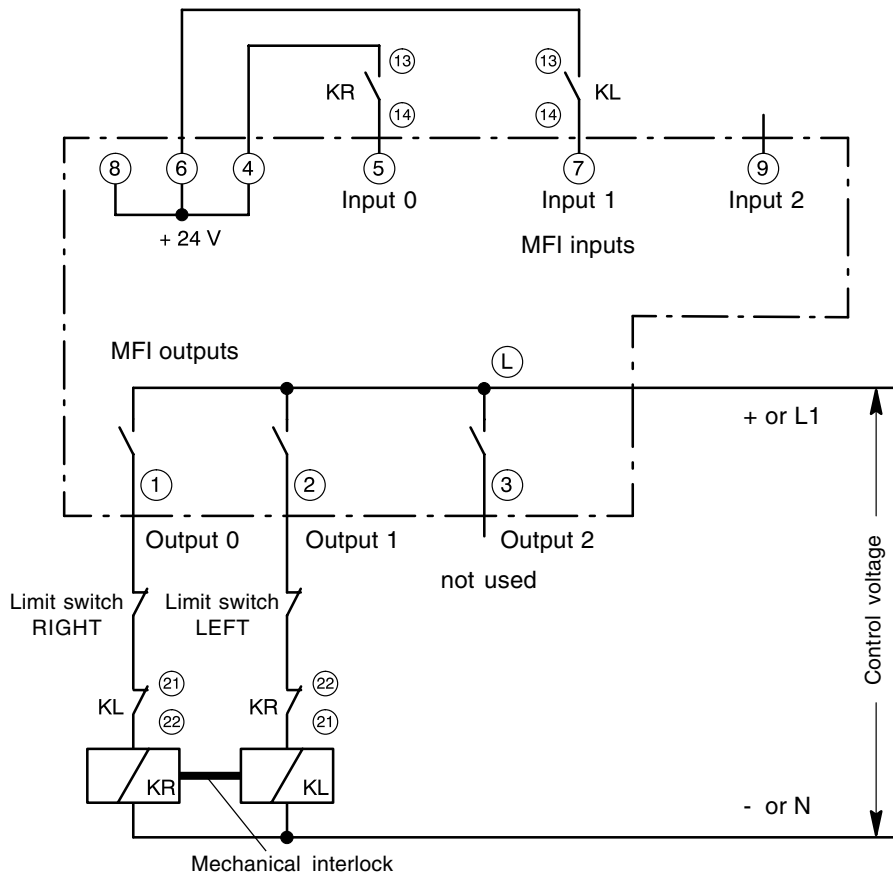 13 13
KR KL
14 14
8 6 4 5 7 9
Input 0 Input 1 Input 2
+ 24 V
MFI inputs
MFI outputs
L
+ or L1
1 2 3
Output 0 Output 1 Output 2
not used
Control voltage
Limit switch
RIGHT
Limit switch
LEFT
21 22
KL KR
22 21
KR KL
- or N
Mechanical interlock